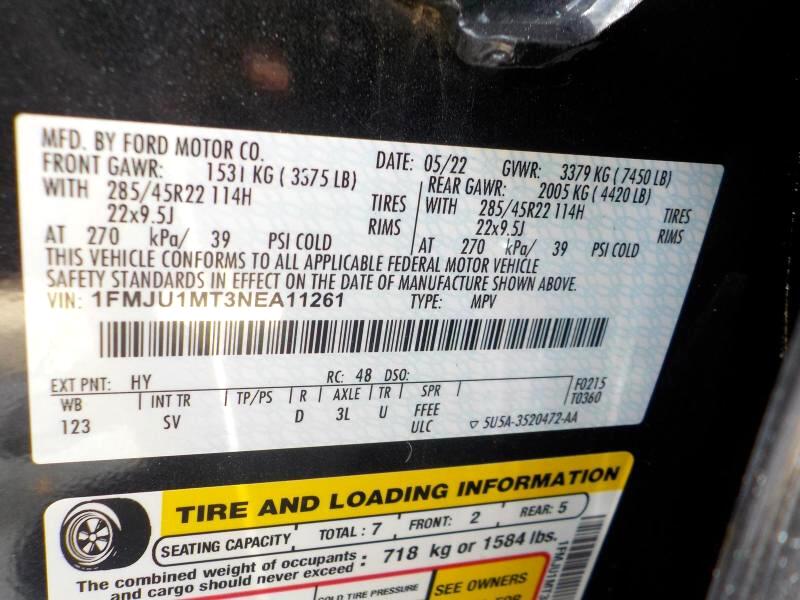 MFD. BY FORD MOTOR CO. DATE: 05/22 GVWR: 3379 KG ( 7450 LB)
FRONT GAWR: 1531 KG ( 3375 LB) REAR GAWR: 2005 KG ( 4420 LB)
WITH 285/45R22 114H TIRES WITH 285/45R22 114H TIRES
22x9.5J RIMS 22x9.5J RIMS
AT 270 kPa/ 39 PSI COLD AT 270 kPa/ 39 PSI COLD
THIS VEHICLE CONFORMS TO ALL APPLICABLE FEDERAL MOTOR VEHICLE
SAFETY STANDARDS IN EFFECT ON THE DATE OF MANUFACTURE SHOWN ABOVE.
VIN: 1FMJU1MT3NEA11261 TYPE: MPV
EXT PNT: HY RC: 48 DSO: F0215
WB INT TR TP/PS R AXLE TR SPR T0360
123 SV D 3L U FFEE
ULC 5U5A-3520472-AA
TIRE AND LOADING INFORMATION
SEATING CAPACITY TOTAL : 7 FRONT: 2 REAR: 5
The combined weight of occupants
and cargo should never exceed : 718 kg or 1584 lbs.
COLD TIRE PRESSURE SEE OWNERS